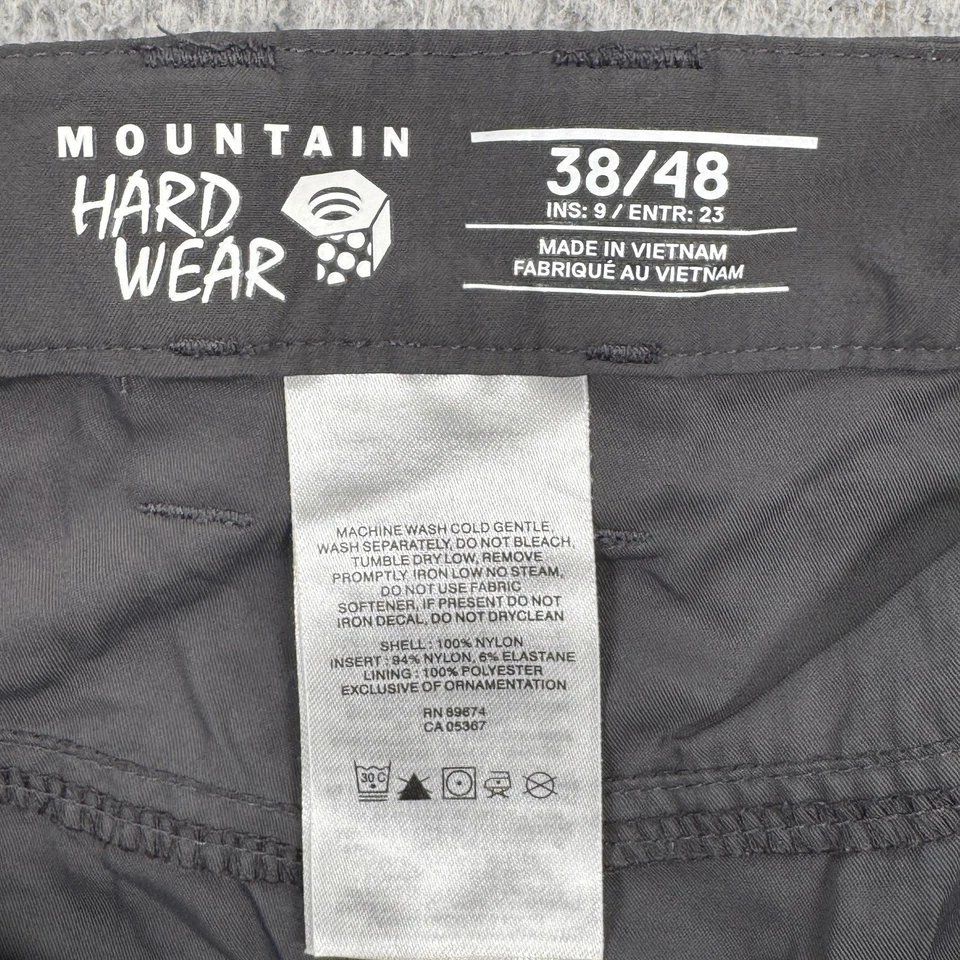 MOUNTAIN
HARD
WEAR
38/48
INS: 9 / ENTR: 23
MADE IN VIETNAM
FABRIQUÉ AU VIETNAM
MACHINE WASH COLD GENTLE,
WASH SEPARATELY, DO NOT BLEACH,
TUMBLE DRY LOW, REMOVE
PROMPTLY, IRON LOW NO STEAM,
DO NOT USE FABRIC
SOFTENER, IF PRESENT DO NOT
IRON DECAL, DO NOT DRYCLEAN
SHELL : 100% NYLON
INSERT : 94% NYLON, 6% ELASTANE
LINING : 100% POLYESTER
EXCLUSIVE OF ORNAMENTATION
RN 69674
CA 05367
30 C